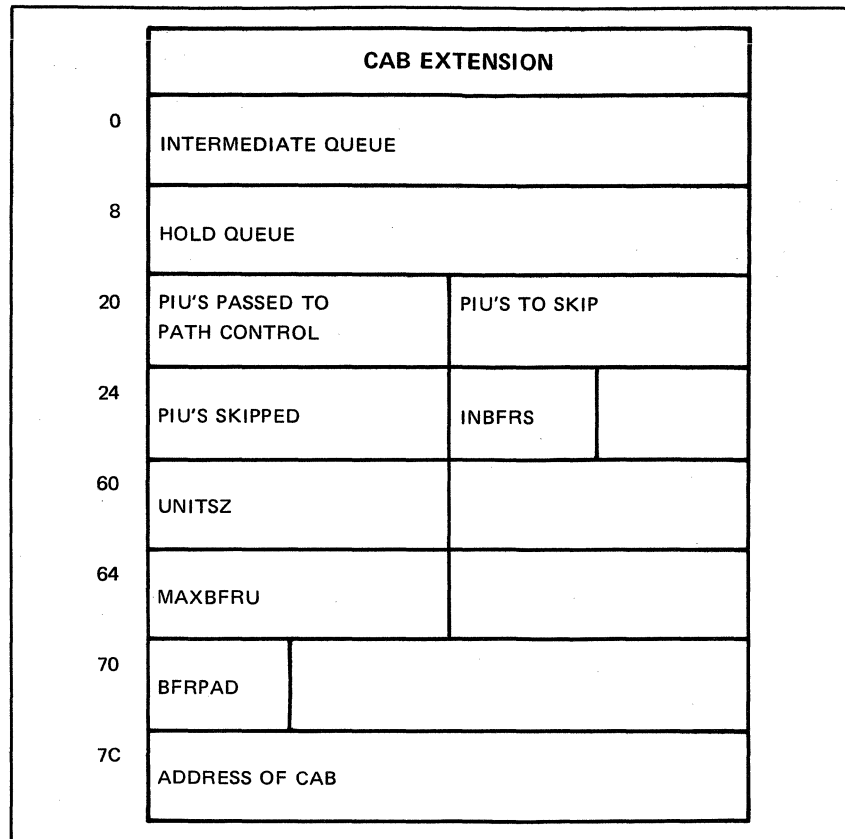 CAB EXTENSION
0
INTERMEDIATE QUEUE
8
HOLD QUEUE
20
PIU'S PASSED TO
PATH CONTROL
PIU'S TO SKIP
24
PIU'S SKIPPED
INBFRS
60
UNITSZ
64
MAXBFRU
70
BFRPAD
7C
ADDRESS OF CAB